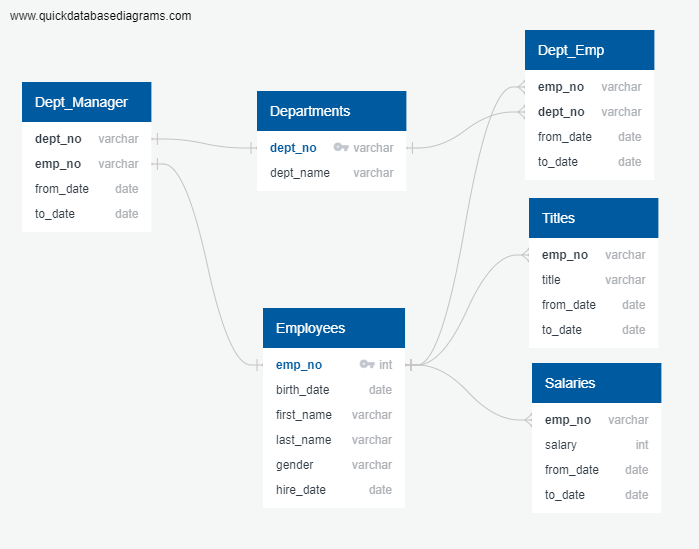 www.quickdatabasediagrams.com
Dept_Manager
dept_no varchar
emp_no varchar
from_date date
to_date date
Departments
dept_no varchar
dept_name varchar
Dept_Emp
emp_no varchar
dept_no varchar
from_date date
to_date date
Titles
emp_no varchar
title varchar
from_date date
to_date date
Employees
emp_no int
birth_date date
first_name varchar
last_name varchar
gender varchar
hire_date date
Salaries
emp_no varchar
salary int
from_date date
to_date date